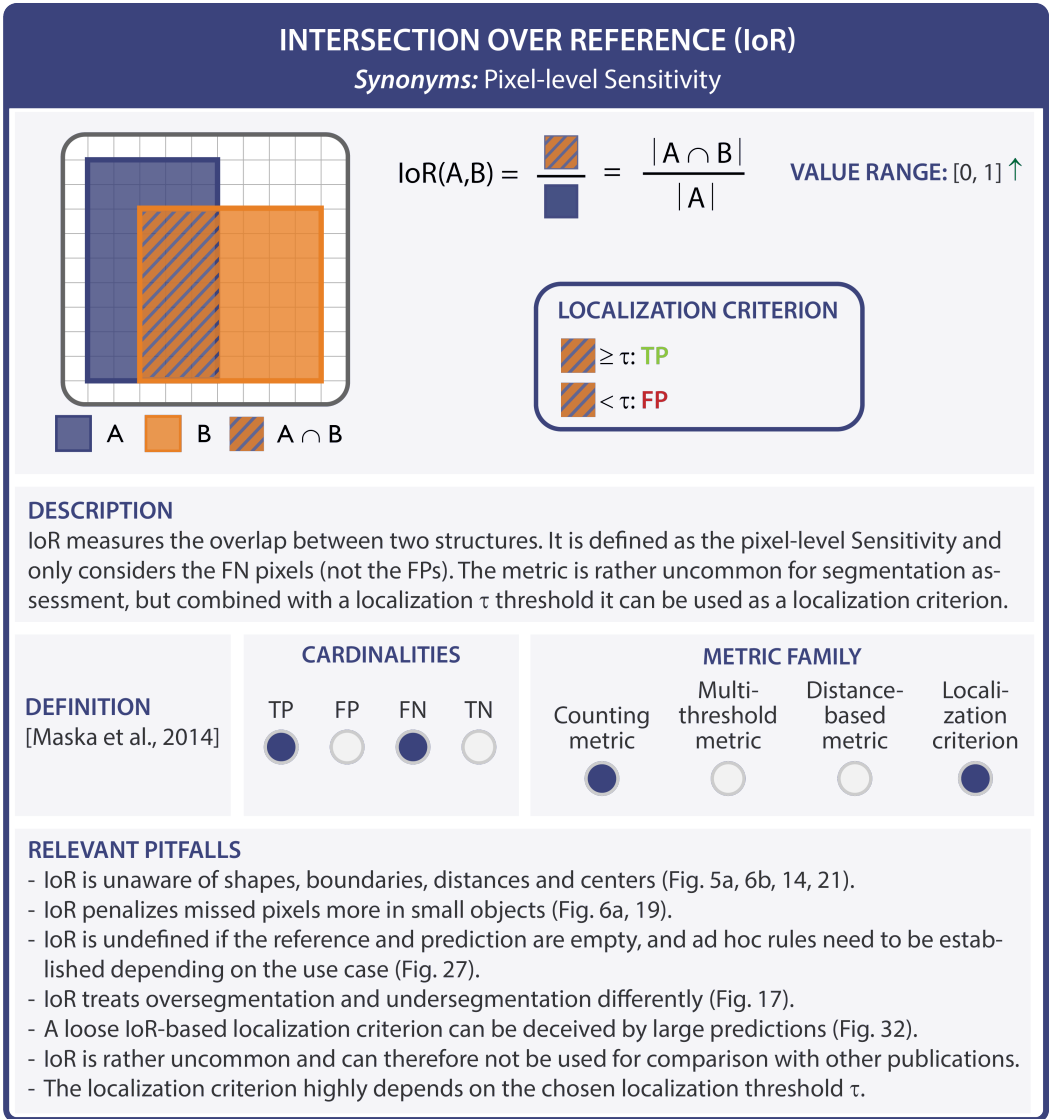 INTERSECTION OVER REFERENCE (IoR)
Synonyms: Pixel-level Sensitivity
IoR(A,B) = = |A ∩ B| / |A|
VALUE RANGE: [0, 1] ↑
LOCALIZATION CRITERION
≥ τ: TP
< τ: FP
A B A ∩ B
DESCRIPTION
IoR measures the overlap between two structures. It is defined as the pixel-level Sensitivity and
only considers the FN pixels (not the FPs). The metric is rather uncommon for segmentation as-
sessment, but combined with a localization τ threshold it can be used as a localization criterion.
DEFINITION
[Maska et al., 2014]
CARDINALITIES
TP FP FN TN
METRIC FAMILY
Counting
metric
Multi-
threshold
metric
Distance-
based
metric
Locali-
zation
criterion
RELEVANT PITFALLS
- IoR is unaware of shapes, boundaries, distances and centers (Fig. 5a, 6b, 14, 21).
- IoR penalizes missed pixels more in small objects (Fig. 6a, 19).
- IoR is undefined if the reference and prediction are empty, and ad hoc rules need to be estab-
lished depending on the use case (Fig. 27).
- IoR treats oversegmentation and undersegmentation differently (Fig. 17).
- A loose IoR-based localization criterion can be deceived by large predictions (Fig. 32).
- IoR is rather uncommon and can therefore not be used for comparison with other publications.
- The localization criterion highly depends on the chosen localization threshold τ.